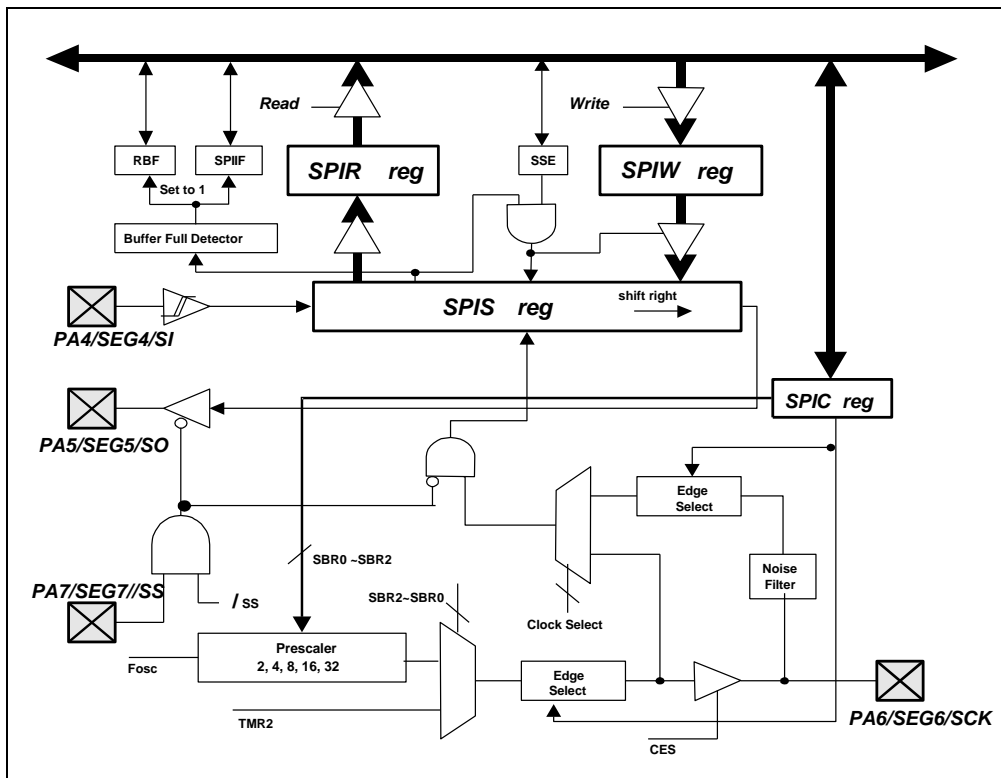 Read
Write
RBF
SPIIF
SPIR reg
SSE
SPIW reg
Set to 1
Buffer Full Detector
SPIS reg
shift right
PA4/SEG4/SI
SPIC reg
PA5/SEG5/SO
Edge
Select
SBR0 ~SBR2
Noise
Filter
PA7/SEG7//SS
/ SS
SBR2~SBR0
Clock Select
Prescaler
2, 4, 8, 16, 32
Fosc
Edge
Select
PA6/SEG6/SCK
TMR2
CES